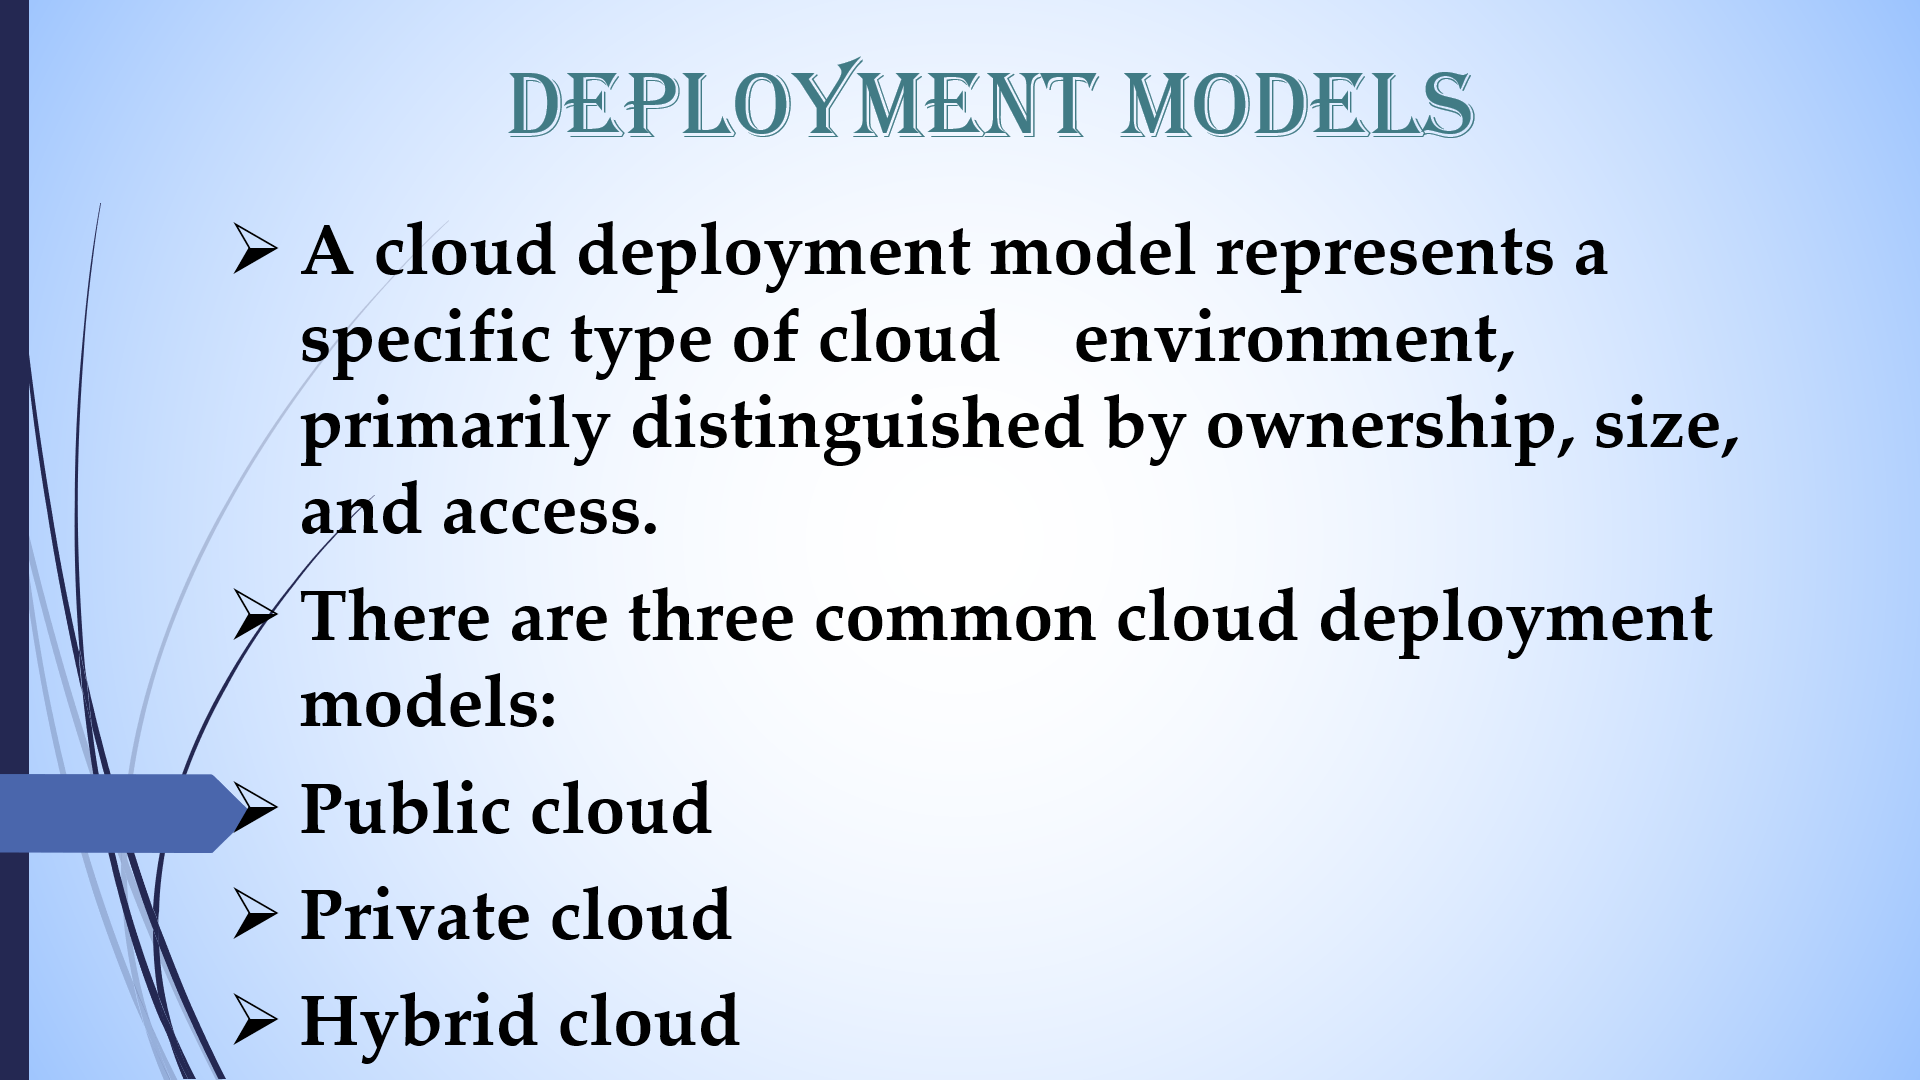 DEPLOYMENT MODELS
➢ A cloud deployment model represents a
specific type of cloud    environment,
primarily distinguished by ownership, size,
and access.
➢ There are three common cloud deployment
models:
➢ Public cloud
➢ Private cloud
➢ Hybrid cloud